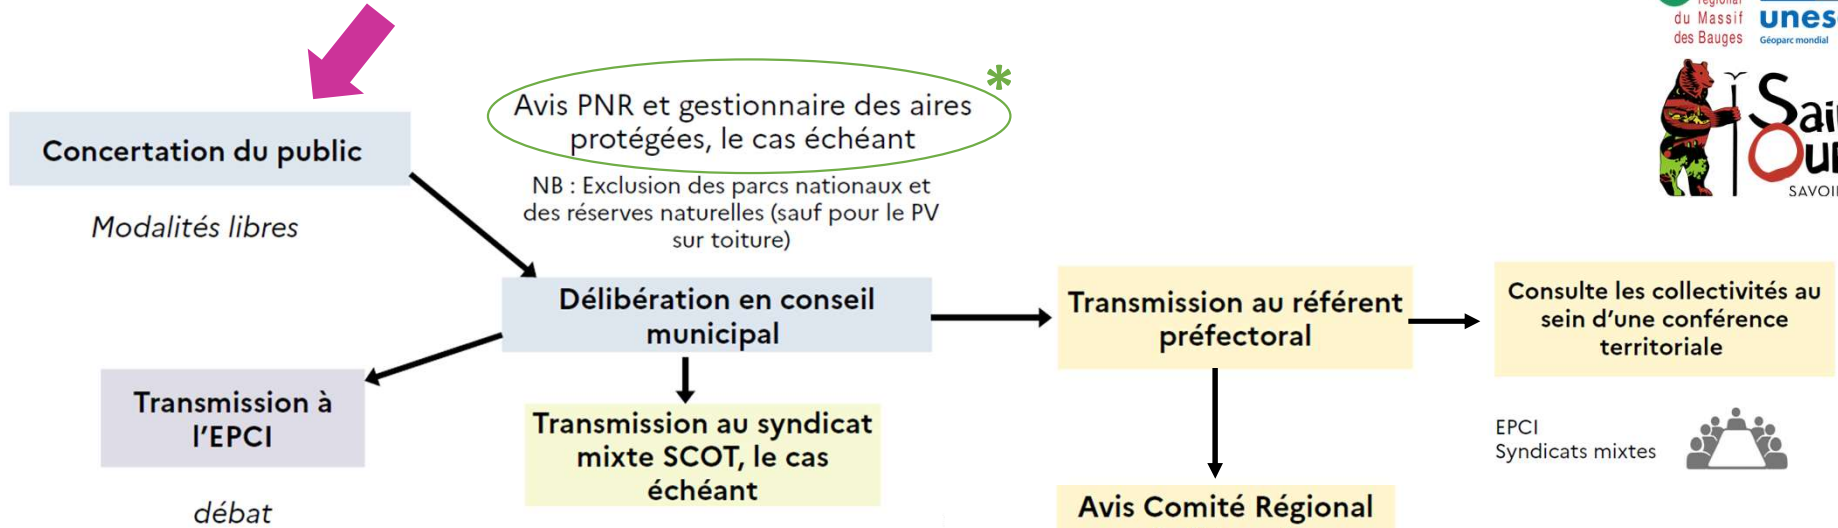 régional
du Massif
des Bauges
Géoparc mondial
SAVOIE
Avis PNR et gestionnaire des aires
protégées, le cas échéant
*
Concertation du public
Modalités libres
NB : Exclusion des parcs nationaux et
des réserves naturelles (sauf pour le PV
sur toiture)
Délibération en conseil
municipal
Transmission au référent
préfectoral
Consulte les collectivités au
sein d'une conférence
territoriale
Transmission à
l'EPCI
débat
Transmission au syndicat
mixte SCOT, le cas
échéant
EPCI
Syndicats mixtes
Avis Comité Régional